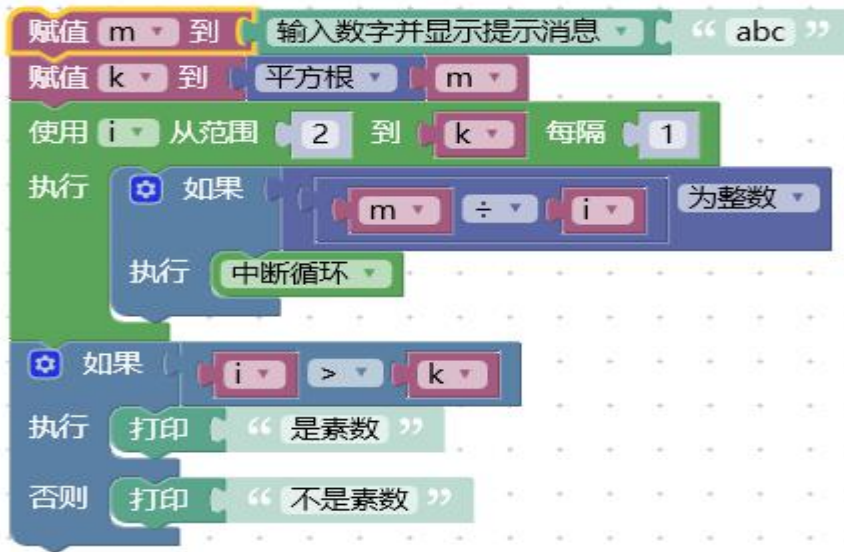 赋值 m 到 输入数字并显示提示消息 “ abc ”
赋值 k 到 平方根 m
使用 i 从范围 2 到 k 每隔 1
执行 如果 m ÷ i 为整数
执行 中断循环
如果 i > k
执行 打印 “ 是素数 ”
否则 打印 “ 不是素数 ”